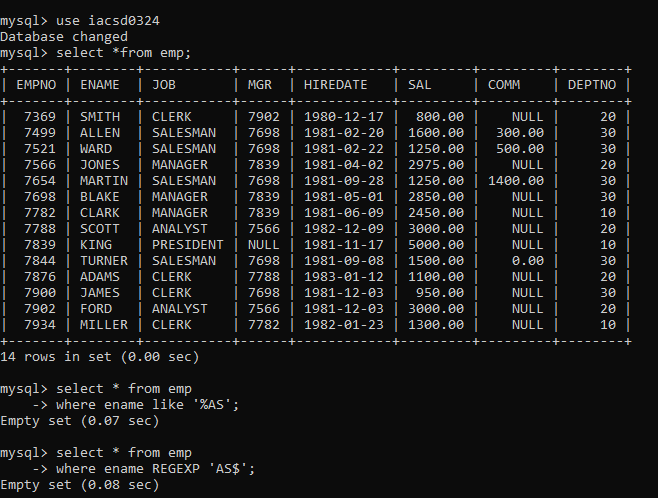 mysql> use iacsd0324
Database changed
mysql> select *from emp;
+-------+--------+-----------+------+------------+---------+---------+--------+
| EMPNO | ENAME  | JOB       | MGR  | HIREDATE   | SAL     | COMM    | DEPTNO |
+-------+--------+-----------+------+------------+---------+---------+--------+
|  7369 | SMITH  | CLERK     | 7902 | 1980-12-17 |  800.00 |    NULL |     20 |
|  7499 | ALLEN  | SALESMAN  | 7698 | 1981-02-20 | 1600.00 |  300.00 |     30 |
|  7521 | WARD   | SALESMAN  | 7698 | 1981-02-22 | 1250.00 |  500.00 |     30 |
|  7566 | JONES  | MANAGER   | 7839 | 1981-04-02 | 2975.00 |    NULL |     20 |
|  7654 | MARTIN | SALESMAN  | 7698 | 1981-09-28 | 1250.00 | 1400.00 |     30 |
|  7698 | BLAKE  | MANAGER   | 7839 | 1981-05-01 | 2850.00 |    NULL |     30 |
|  7782 | CLARK  | MANAGER   | 7839 | 1981-06-09 | 2450.00 |    NULL |     10 |
|  7788 | SCOTT  | ANALYST   | 7566 | 1982-12-09 | 3000.00 |    NULL |     20 |
|  7839 | KING   | PRESIDENT | NULL | 1981-11-17 | 5000.00 |    NULL |     10 |
|  7844 | TURNER | SALESMAN  | 7698 | 1981-09-08 | 1500.00 |    0.00 |     30 |
|  7876 | ADAMS  | CLERK     | 7788 | 1983-01-12 | 1100.00 |    NULL |     20 |
|  7900 | JAMES  | CLERK     | 7698 | 1981-12-03 |  950.00 |    NULL |     30 |
|  7902 | FORD   | ANALYST   | 7566 | 1981-12-03 | 3000.00 |    NULL |     20 |
|  7934 | MILLER | CLERK     | 7782 | 1982-01-23 | 1300.00 |    NULL |     10 |
+-------+--------+-----------+------+------------+---------+---------+--------+
14 rows in set (0.00 sec)
mysql> select * from emp
    -> where ename like '%AS';
Empty set (0.07 sec)
mysql> select * from emp
    -> where ename REGEXP 'AS$';
Empty set (0.08 sec)